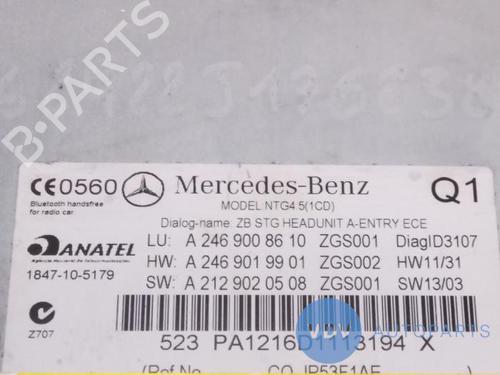 B-PARTS
CE0560 Mercedes-Benz Q1
Bluetooth handsfree
for radio car
MODEL NTG4.5(1CD)
Dialog-name: ZB STG HEADUNIT A-ENTRY ECE
ANATEL
1847-10-5179
LU: A 246 900 86 10 ZGS001 DiagID3107
HW: A 246 901 99 01 ZGS002 HW11/31
SW: A 212 902 05 08 ZGS001 SW13/03
Z707
VDV AUTOPARTS
523 PA1216D1113194 X